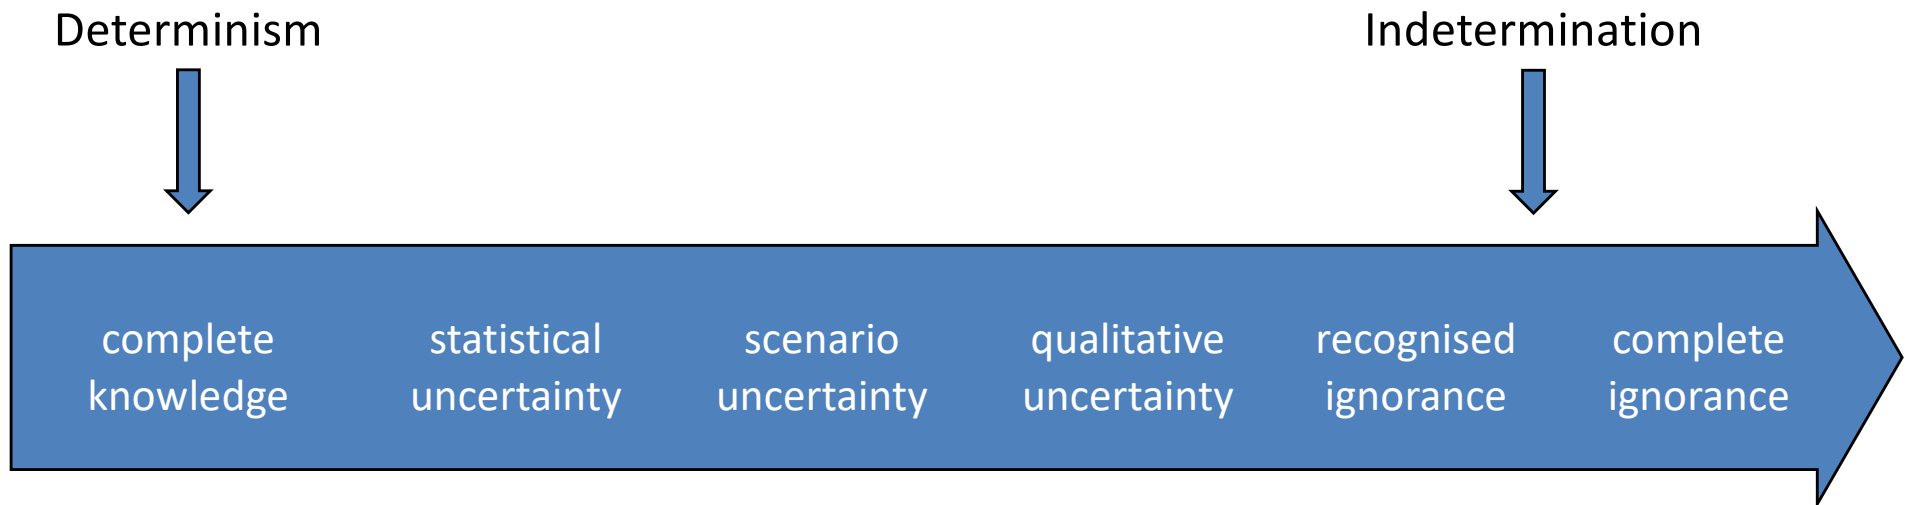 Determinism
Indetermination
complete knowledge
statistical uncertainty
scenario uncertainty
qualitative uncertainty
recognised ignorance
complete ignorance